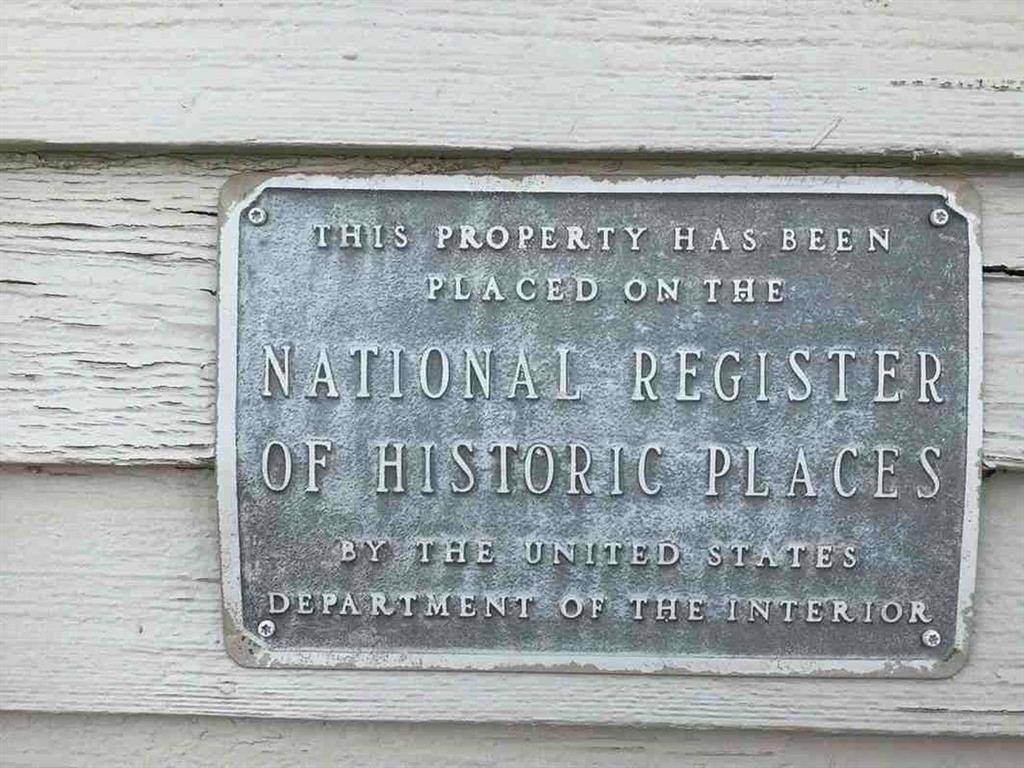 THIS PROPERTY HAS BEEN
PLACED ON THE
NATIONAL REGISTER
OF HISTORIC PLACES
BY THE UNITED STATES
DEPARTMENT OF THE INTERIOR